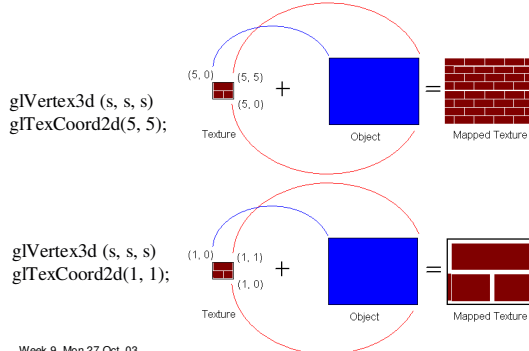 (5, 0) (5, 5)
glVertex3d (s, s, s)
+ =
glTexCoord2d(5, 5);
(5, 0)
Texture Object Mapped Texture
glVertex3d (s, s, s)
(1, 0) (1, 1)
+ =
glTexCoord2d(1, 1);
(1, 0)
Texture Object Mapped Texture
Week 9, Mon 27 Oct, 03